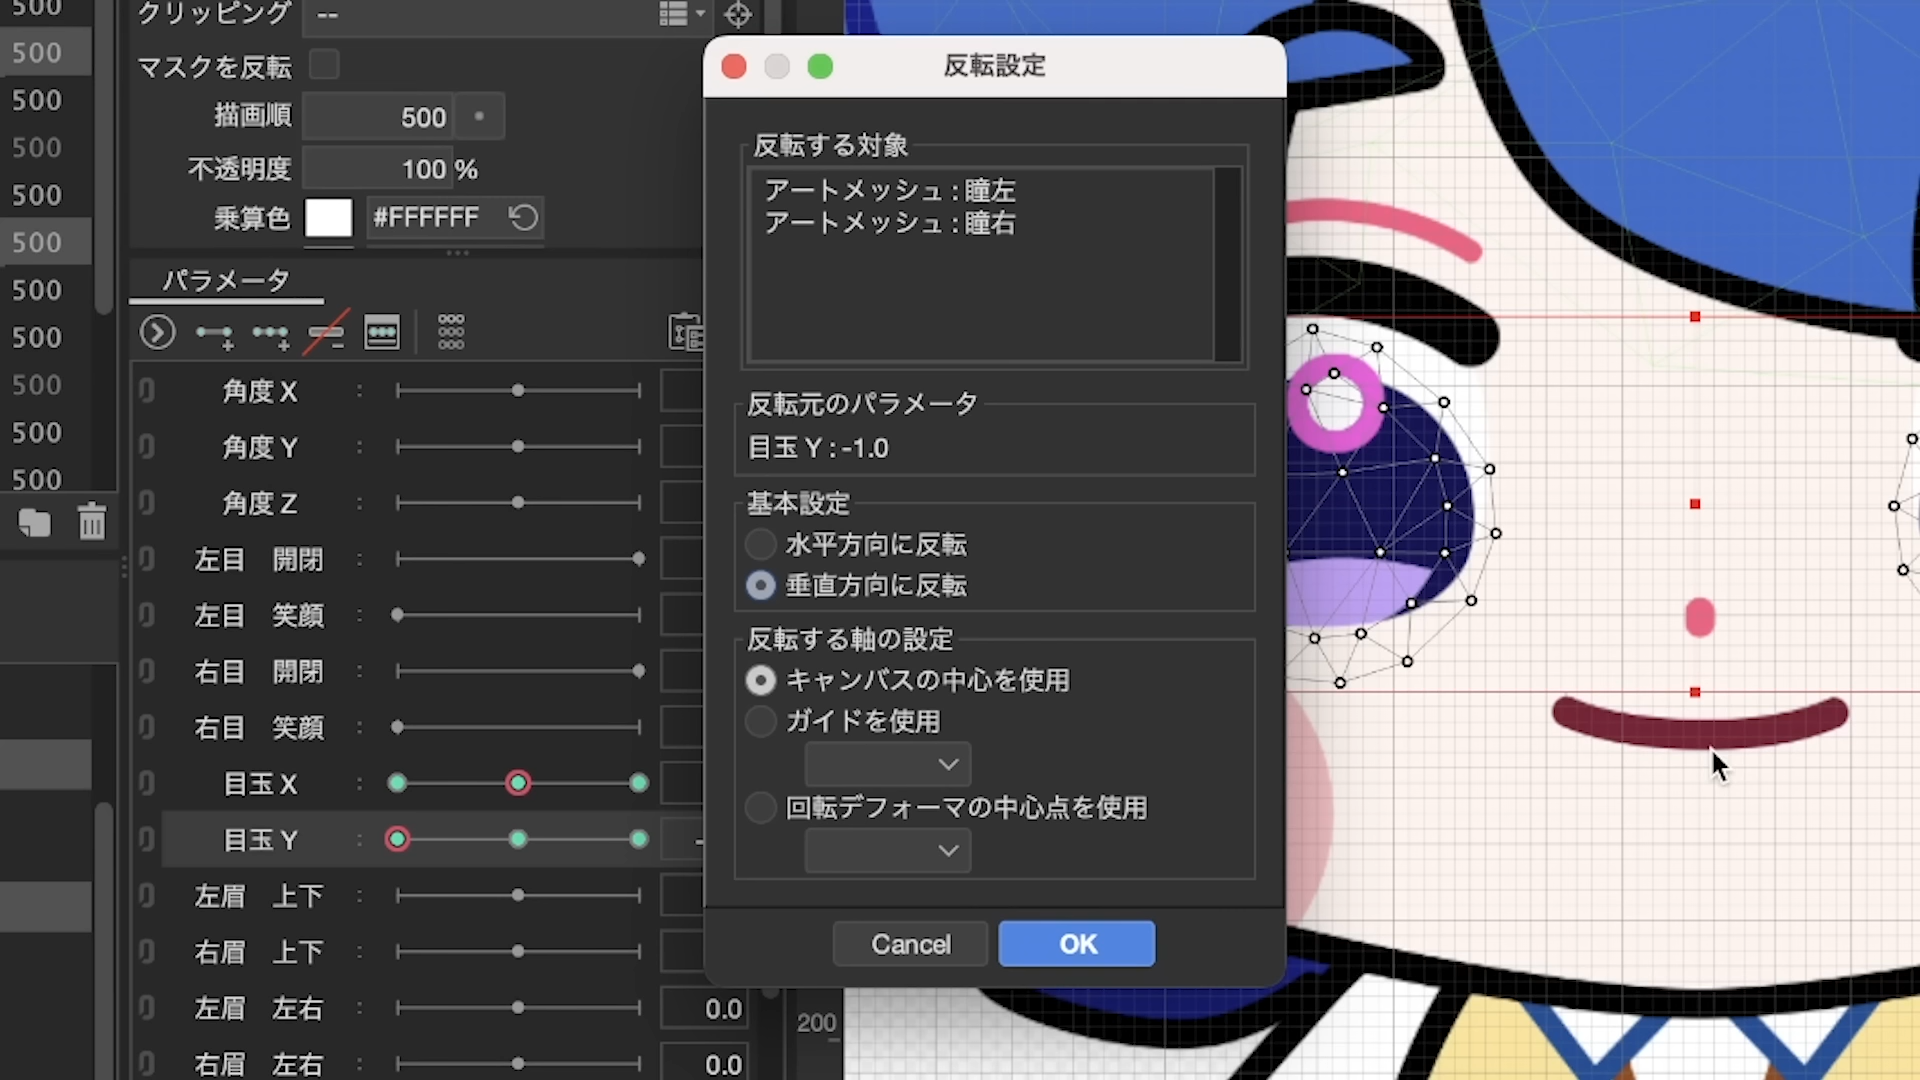 500
500
500
500
500
500
500
500
500
500
500
クリッピング
--
マスクを反転
描画順
500
不透明度
100 %
乗算色
#FFFFFF
パラメータ
角度 X :
角度 Y :
角度 Z :
左目 開閉 :
左目 笑顔 :
右目 開閉 :
右目 笑顔 :
目玉 X :
目玉 Y :
-
左眉 上下 :
右眉 上下 :
左眉 左右 :
0.0
右眉 左右 :
0.0
200
反転設定
反転する対象
アートメッシュ : 瞳左
アートメッシュ : 瞳右
反転元のパラメータ
目玉 Y : -1.0
基本設定
水平方向に反転
垂直方向に反転
反転する軸の設定
キャンバスの中心を使用
ガイドを使用
回転デフォーマの中心点を使用
Cancel
OK